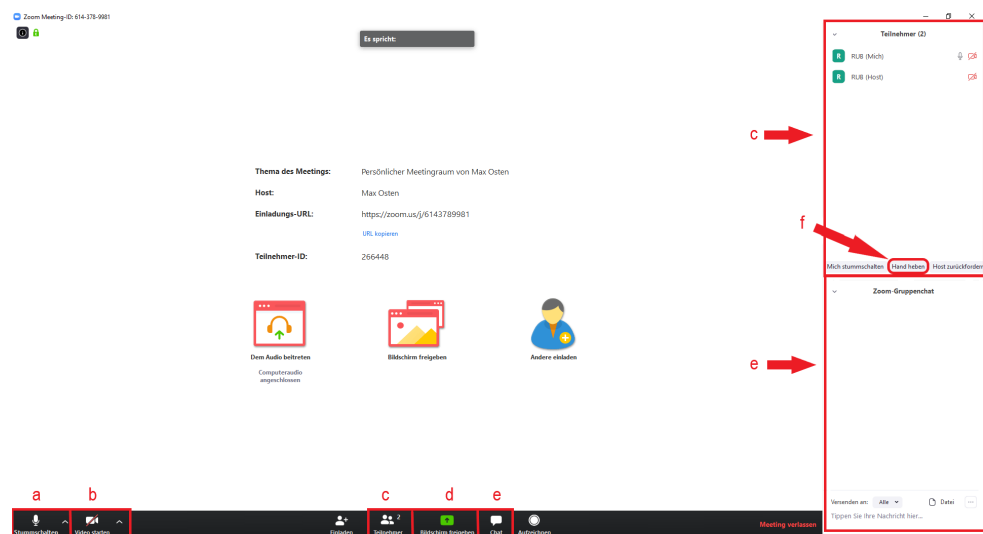 Zoom Meeting-ID: 614-378-9981
Es spricht:
Teilnehmer (2)
R RUB (Mich)
R RUB (Host)
c
Thema des Meetings: Persönlicher Meetingraum von Max Osten
Host: Max Osten
Einladungs-URL: https://zoom.us/j/6143789981
URL kopieren
Teilnehmer-ID: 266448
f
Mich stummschalten Hand heben Host zurückfordern
Zoom-Gruppenchat
Dem Audio beitreten
Bildschirm freigeben
Andere einladen
Computeraudio
angeschlossen
e
Versenden an: Alle Datei
Tippen Sie Ihre Nachricht hier...
a b c d e
2
Stummschalten Video starten Einladen Teilnehmer Bildschirm freigeben Chat Aufzeichnen
Meeting verlassen